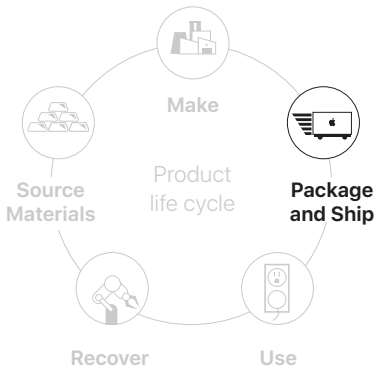 Make
Product
life cycle
Package
and Ship
Source
Materials
Recover
Use